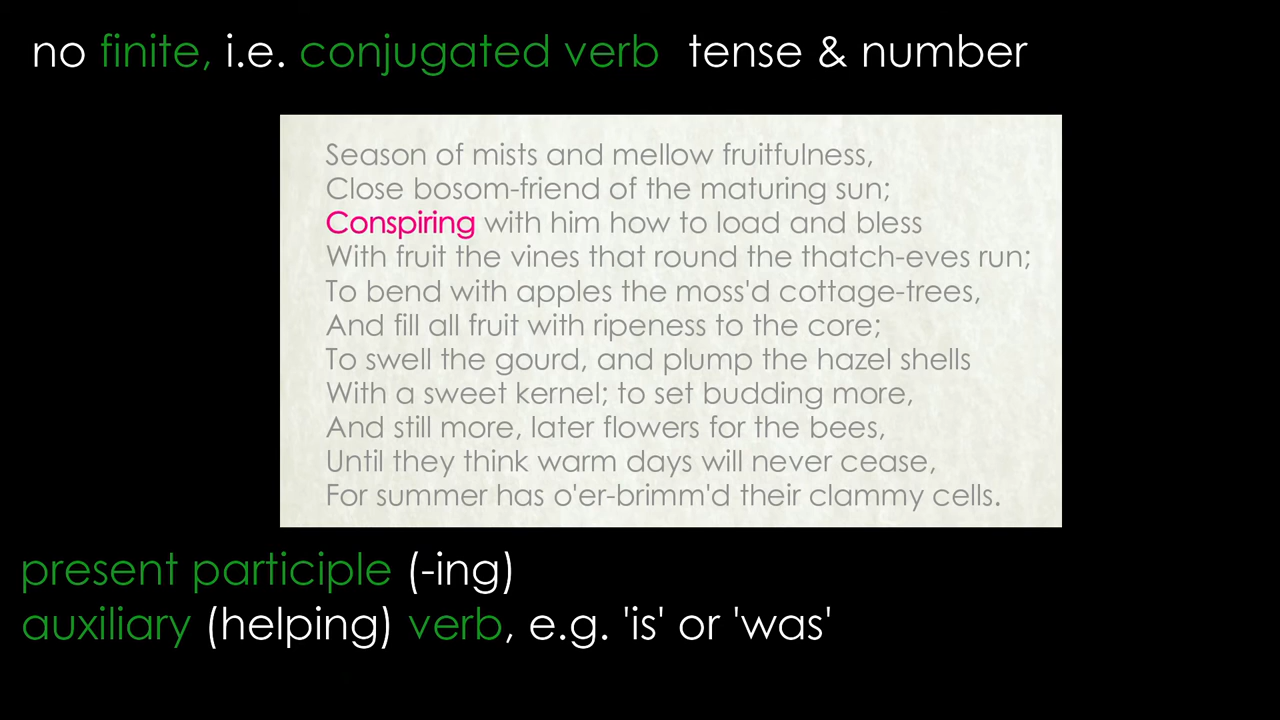 no finite, i.e. conjugated verb tense & number
Season of mists and mellow fruitfulness,
Close bosom-friend of the maturing sun;
Conspiring with him how to load and bless
With fruit the vines that round the thatch-eves run;
To bend with apples the moss'd cottage-trees,
And fill all fruit with ripeness to the core;
To swell the gourd, and plump the hazel shells
With a sweet kernel; to set budding more,
And still more, later flowers for the bees,
Until they think warm days will never cease,
For summer has o'er-brimm'd their clammy cells.
present participle (-ing)
auxiliary (helping) verb, e.g. 'is' or 'was'